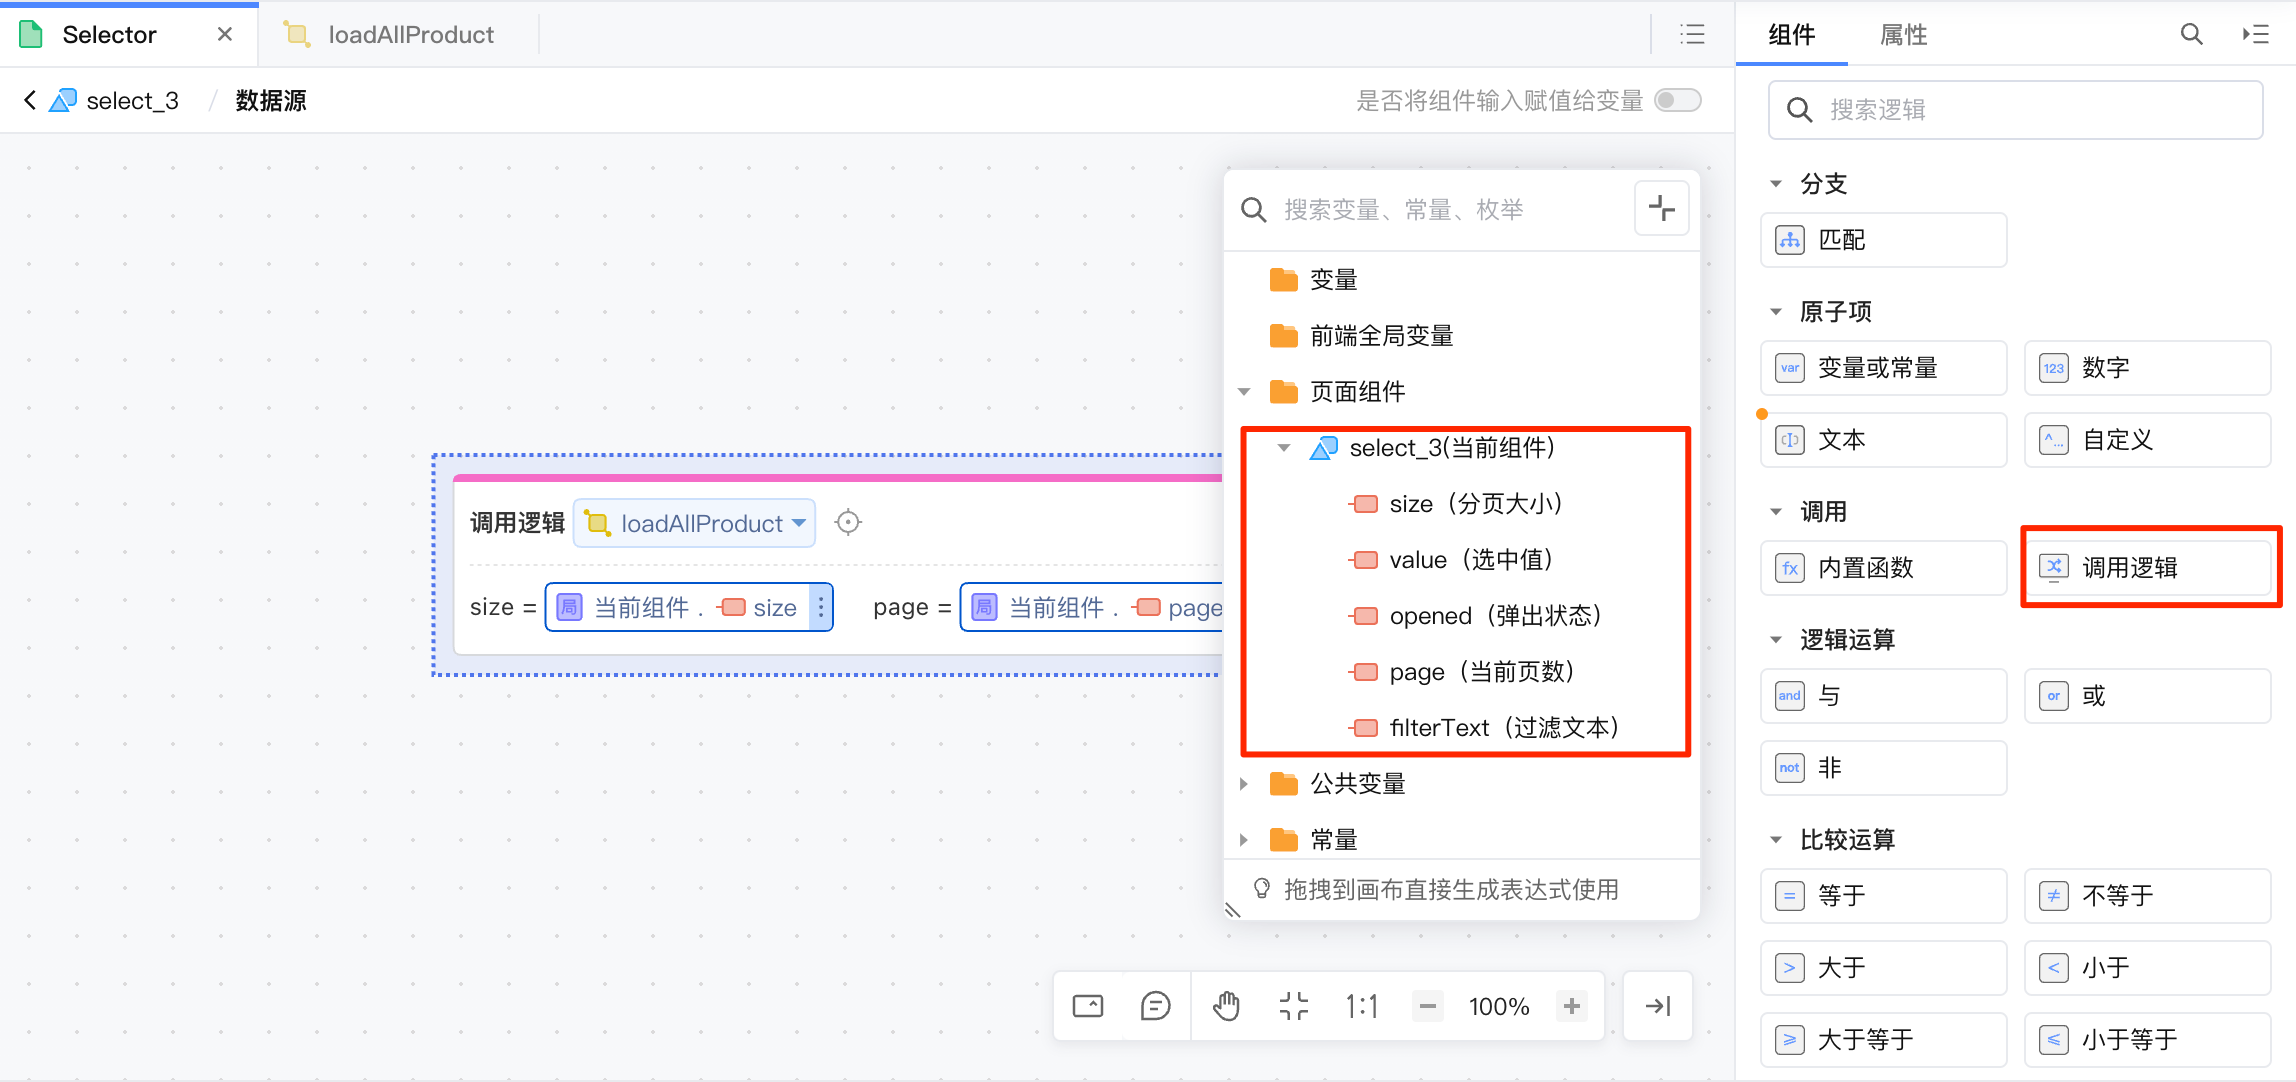 Selector
loadAllProduct
组件
属性
select_3
/
数据源
是否将组件输入赋值给变量
搜索逻辑
搜索变量、常量、枚举
变量
前端全局变量
页面组件
select_3(当前组件)
size（分页大小）
value（选中值）
opened（弹出状态）
page（当前页数）
filterText（过滤文本）
公共变量
常量
拖拽到画布直接生成表达式使用
调用逻辑
loadAllProduct
size =
局 当前组件 . size
page =
局 当前组件 . page
1:1
100%
分支
匹配
原子项
var 变量或常量
123 数字
文本
^... 自定义
调用
fx 内置函数
调用逻辑
逻辑运算
and 与
or 或
not 非
比较运算
= 等于
≠ 不等于
> 大于
< 小于
⩾ 大于等于
⩽ 小于等于